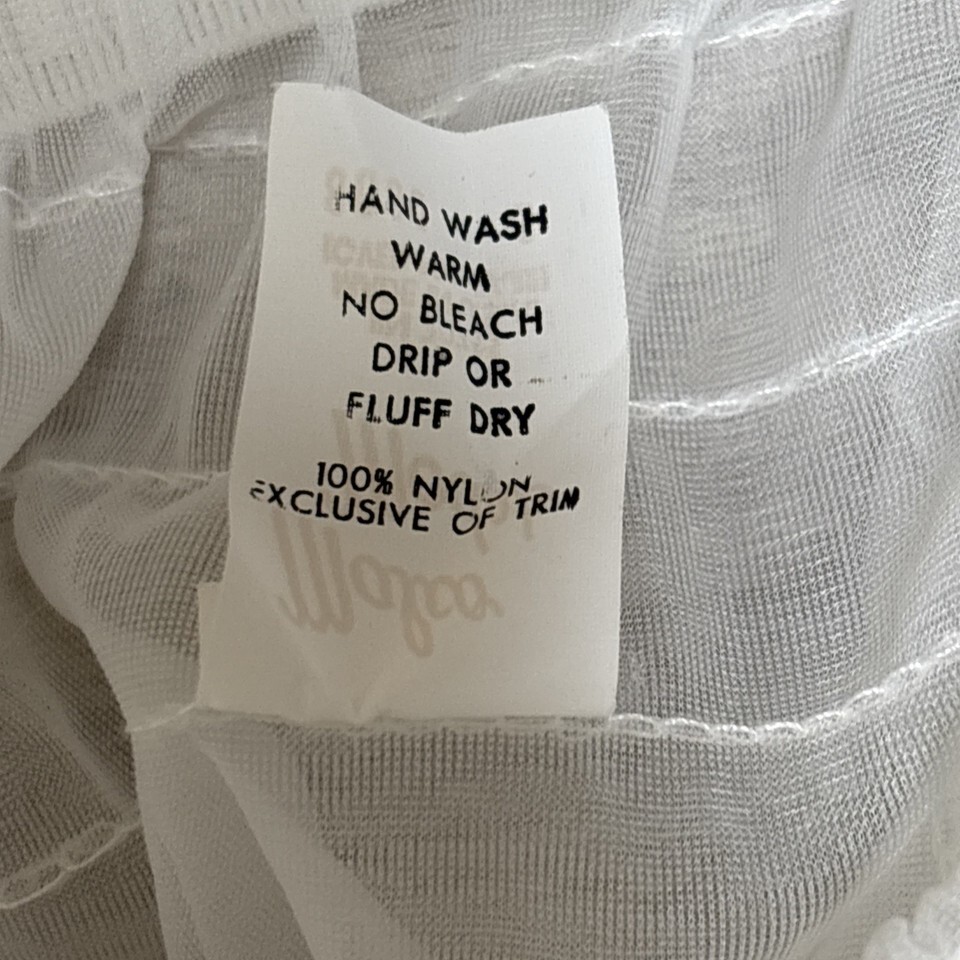 HAND WASH
WARM
NO BLEACH
DRIP OR
FLUFF DRY
100% NYLON
EXCLUSIVE OF TRIM